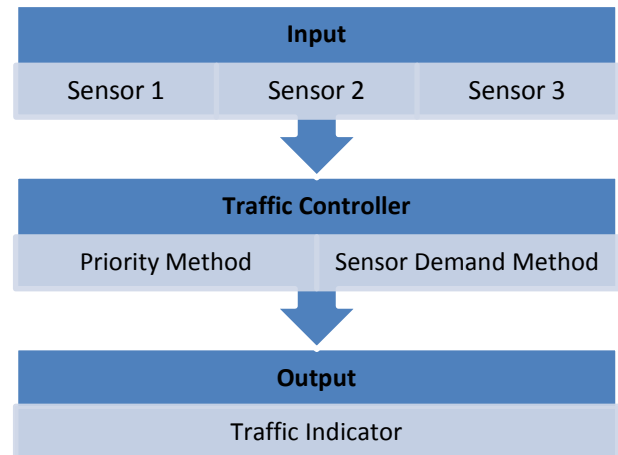 Input
Sensor 1 Sensor 2 Sensor 3
Traffic Controller
Priority Method Sensor Demand Method
Output
Traffic Indicator